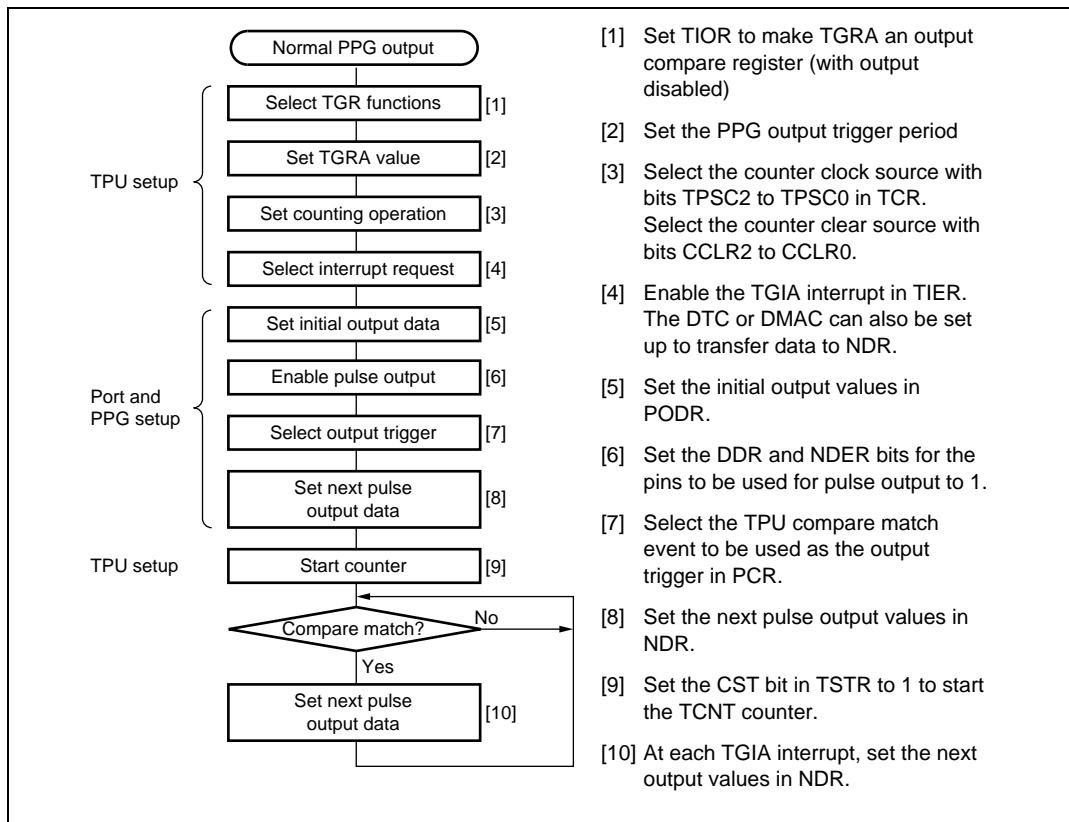 Normal PPG output
Select TGR functions [1]
Set TGRA value [2]
TPU setup
Set counting operation [3]
Select interrupt request [4]
Set initial output data [5]
Enable pulse output [6]
Port and
PPG setup
Select output trigger [7]
Set next pulse
output data
[8]
TPU setup
Start counter [9]
Compare match?
No
Yes
Set next pulse
output data
[10]
[1] Set TIOR to make TGRA an output
compare register (with output
disabled)
[2] Set the PPG output trigger period
[3] Select the counter clock source with
bits TPSC2 to TPSC0 in TCR.
Select the counter clear source with
bits CCLR2 to CCLR0.
[4] Enable the TGIA interrupt in TIER.
The DTC or DMAC can also be set
up to transfer data to NDR.
[5] Set the initial output values in
PODR.
[6] Set the DDR and NDER bits for the
pins to be used for pulse output to 1.
[7] Select the TPU compare match
event to be used as the output
trigger in PCR.
[8] Set the next pulse output values in
NDR.
[9] Set the CST bit in TSTR to 1 to start
the TCNT counter.
[10] At each TGIA interrupt, set the next
output values in NDR.